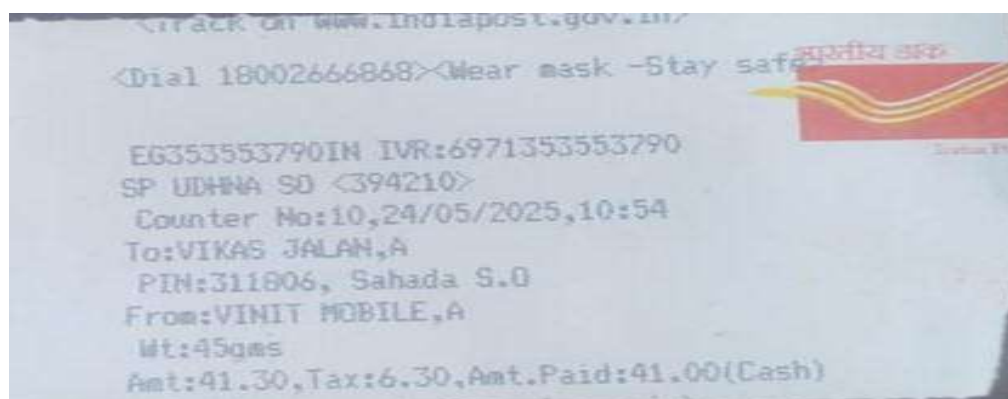 <Track on www.indiapost.gov.in>
<Dial 18002666868><Wear mask -Stay safe
भारतीय डाक
EG353553790IN IVR:6971353553790
SP UDHNA SO <394210>
Counter No:10,24/05/2025,10:54
To:VIKAS JALAN,A
PIN:311806, Sahada S.O
From:VINIT MOBILE,A
Wt:45gms
Amt:41.30,Tax:6.30,Amt.Paid:41.00(Cash)